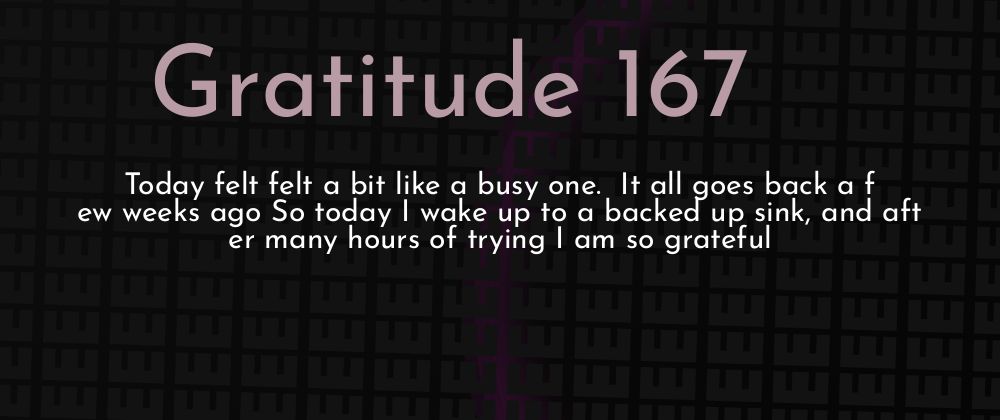 Gratitude 167
Today felt felt a bit like a busy one.  It all goes back a f
ew weeks ago So today I wake up to a backed up sink, and aft
er many hours of trying I am so grateful